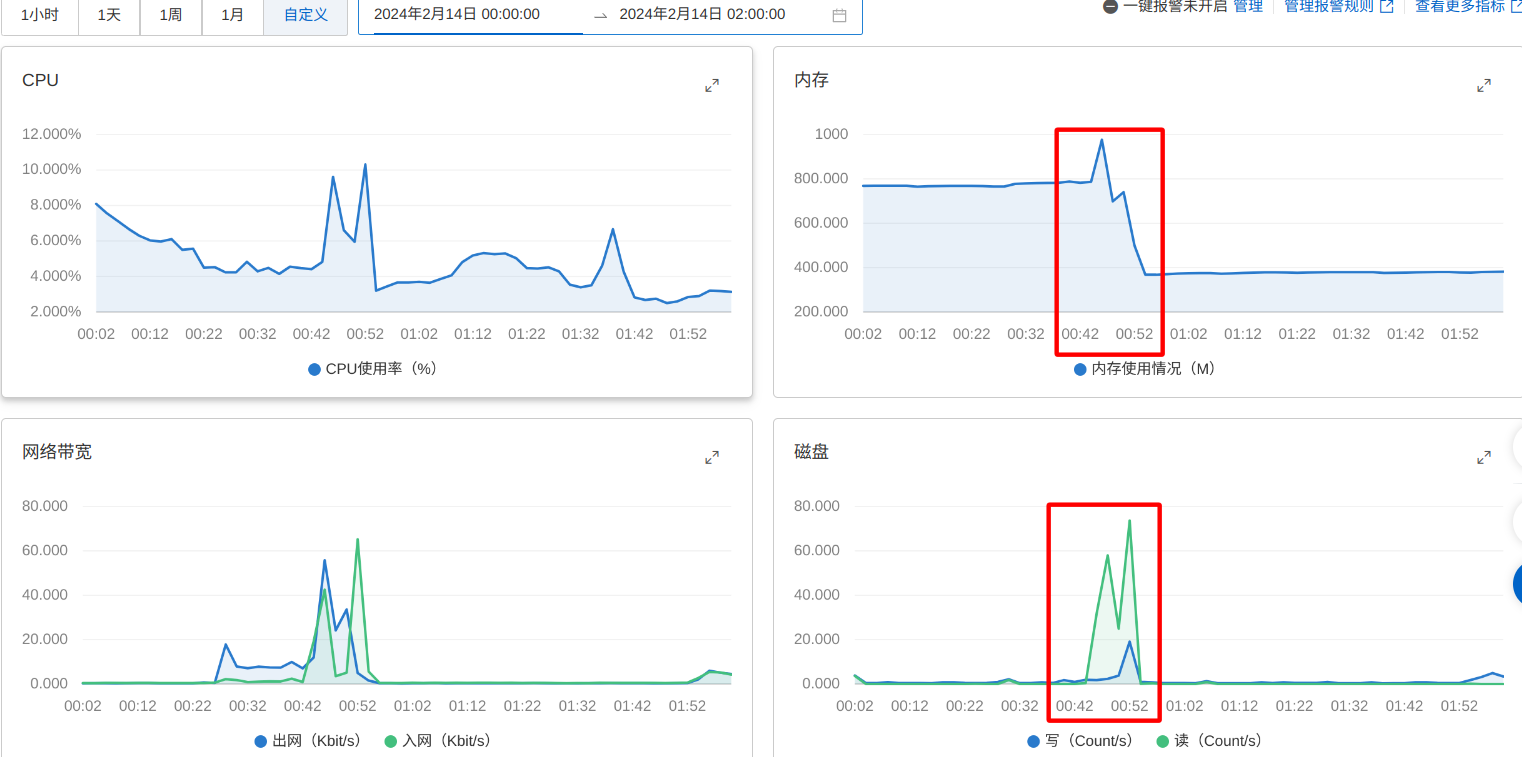 1小时 1天 1周 1月 自定义 2024年2月14日 00:00:00 2024年2月14日 02:00:00 一键报警未开启 管理 管理报警规则 查看更多指标
CPU
12.000%
10.000%
8.000%
6.000%
4.000%
2.000%
00:02 00:12 00:22 00:32 00:42 00:52 01:02 01:12 01:22 01:32 01:42 01:52
CPU使用率（%）
内存
1000
800.000
600.000
400.000
200.000
00:02 00:12 00:22 00:32 00:42 00:52 01:02 01:12 01:22 01:32 01:42 01:52
内存使用情况（M）
网络带宽
80.000
60.000
40.000
20.000
0.000
00:02 00:12 00:22 00:32 00:42 00:52 01:02 01:12 01:22 01:32 01:42 01:52
出网（Kbit/s） 入网（Kbit/s）
磁盘
80.000
60.000
40.000
20.000
0.000
00:02 00:12 00:22 00:32 00:42 00:52 01:02 01:12 01:22 01:32 01:42 01:52
写（Count/s） 读（Count/s）